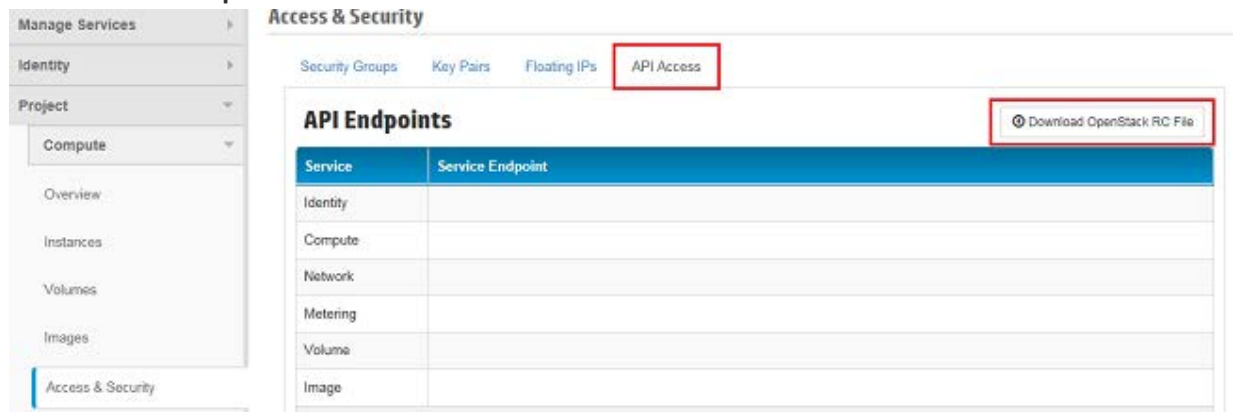 Manage Services
Identity
Project
Compute
Overview
Instances
Volumes
Images
Access & Security
Access & Security
Security Groups Key Pairs Floating IPs API Access
API Endpoints
Download OpenStack RC File
Service Service Endpoint
Identity
Compute
Network
Metering
Volume
Image